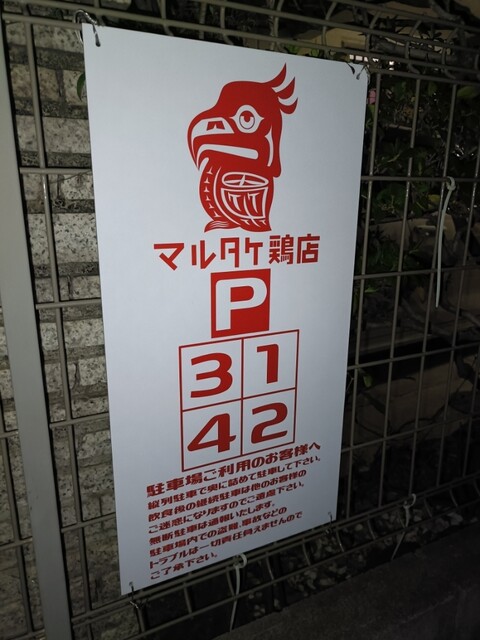 マルタケ鶏店
P
3 1
4 2
駐車場ご利用のお客様へ
縦列駐車で奥に詰めて駐車して下さい。
飲食後の継続駐車は他のお客様の
ご迷惑になりますのでご遠慮下さい。
無断駐車は通報いたします。
駐車場内での盗難、事故などの
トラブルは一切責任負えませんので
ご了承下さい。